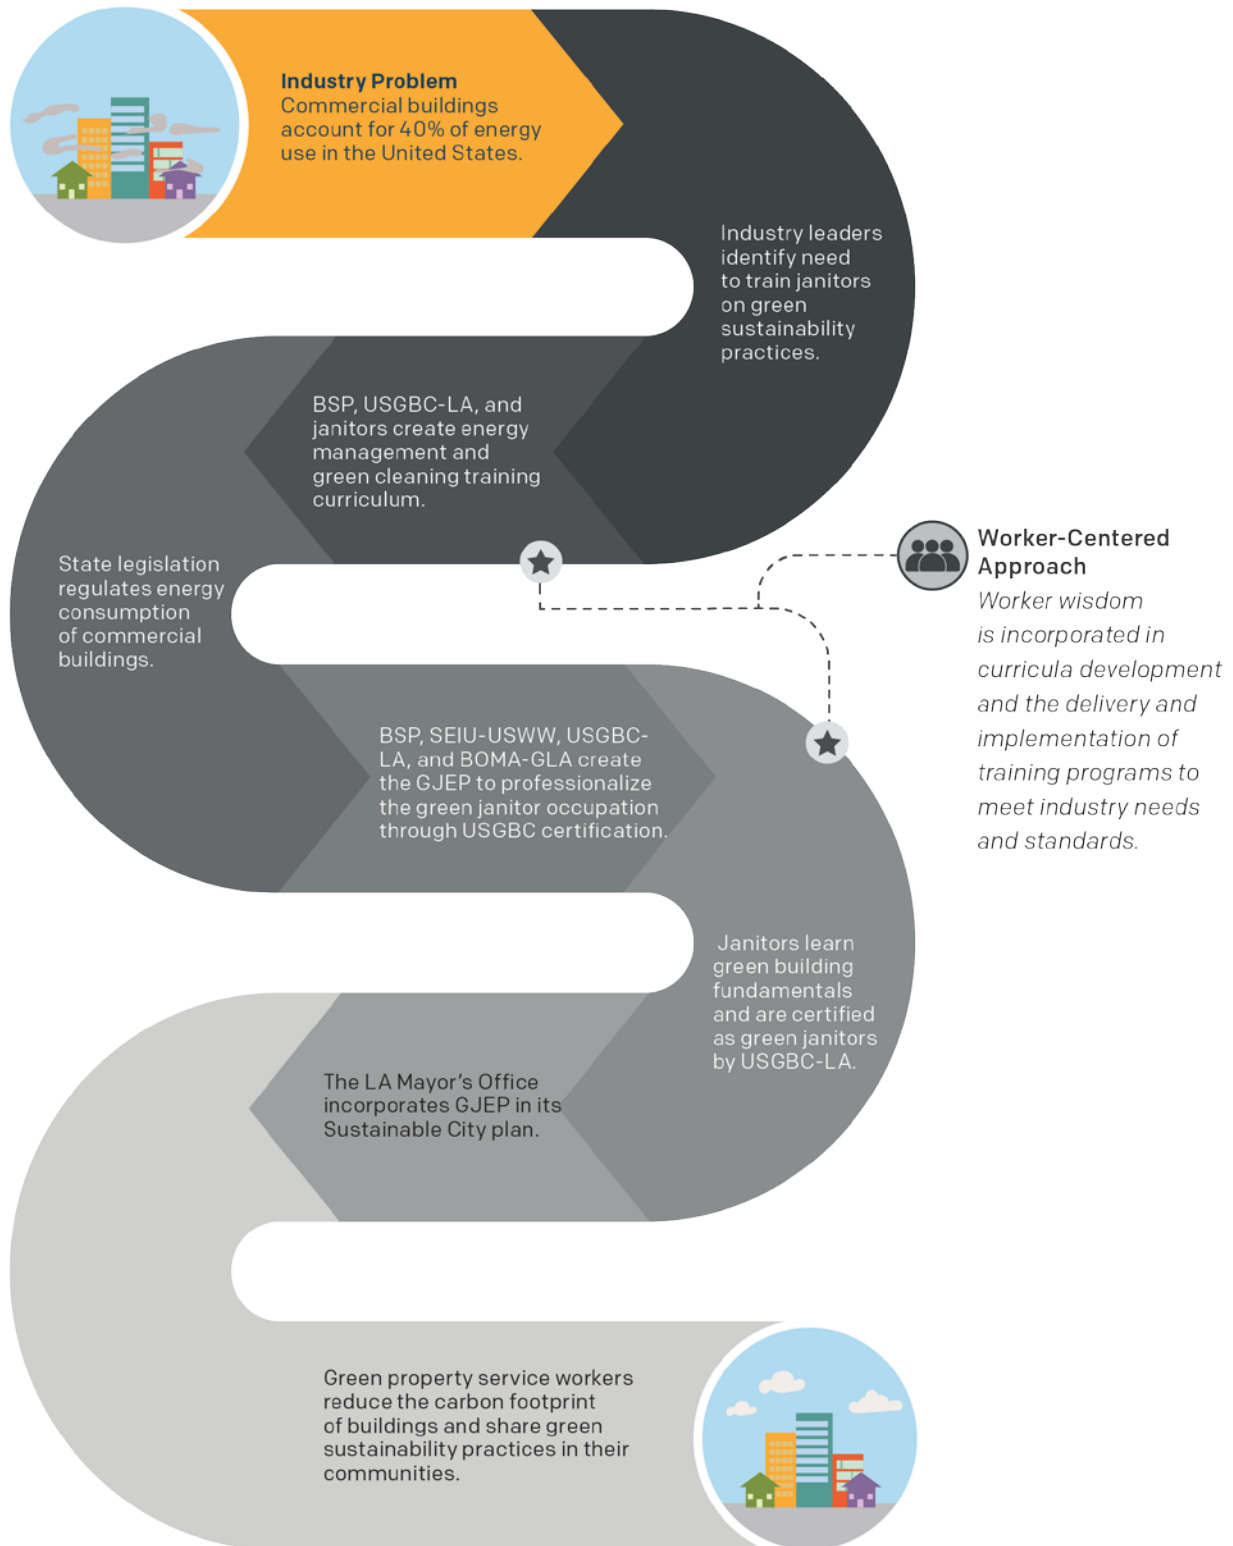 Industry Problem
Commercial buildings
account for 40% of energy
use in the United States.
Industry leaders
identify need
to train janitors
on green
sustainability
practices.
BSP, USGBC-LA, and
janitors create energy
management and
green cleaning training
curriculum.
State legislation
regulates energy
consumption
of commercial
buildings.
Worker-Centered
Approach
Worker wisdom
is incorporated in
curricula development
and the delivery and
implementation of
training programs to
meet industry needs
and standards.
BSP, SEIU-USWW, USGBC-
LA, and BOMA-GLA create
the GJEP to professionalize
the green janitor occupation
through USGBC certification.
Janitors learn
green building
fundamentals
and are certified
as green janitors
by USGBC-LA.
The LA Mayor’s Office
incorporates GJEP in its
Sustainable City plan.
Green property service workers
reduce the carbon footprint
of buildings and share green
sustainability practices in their
communities.